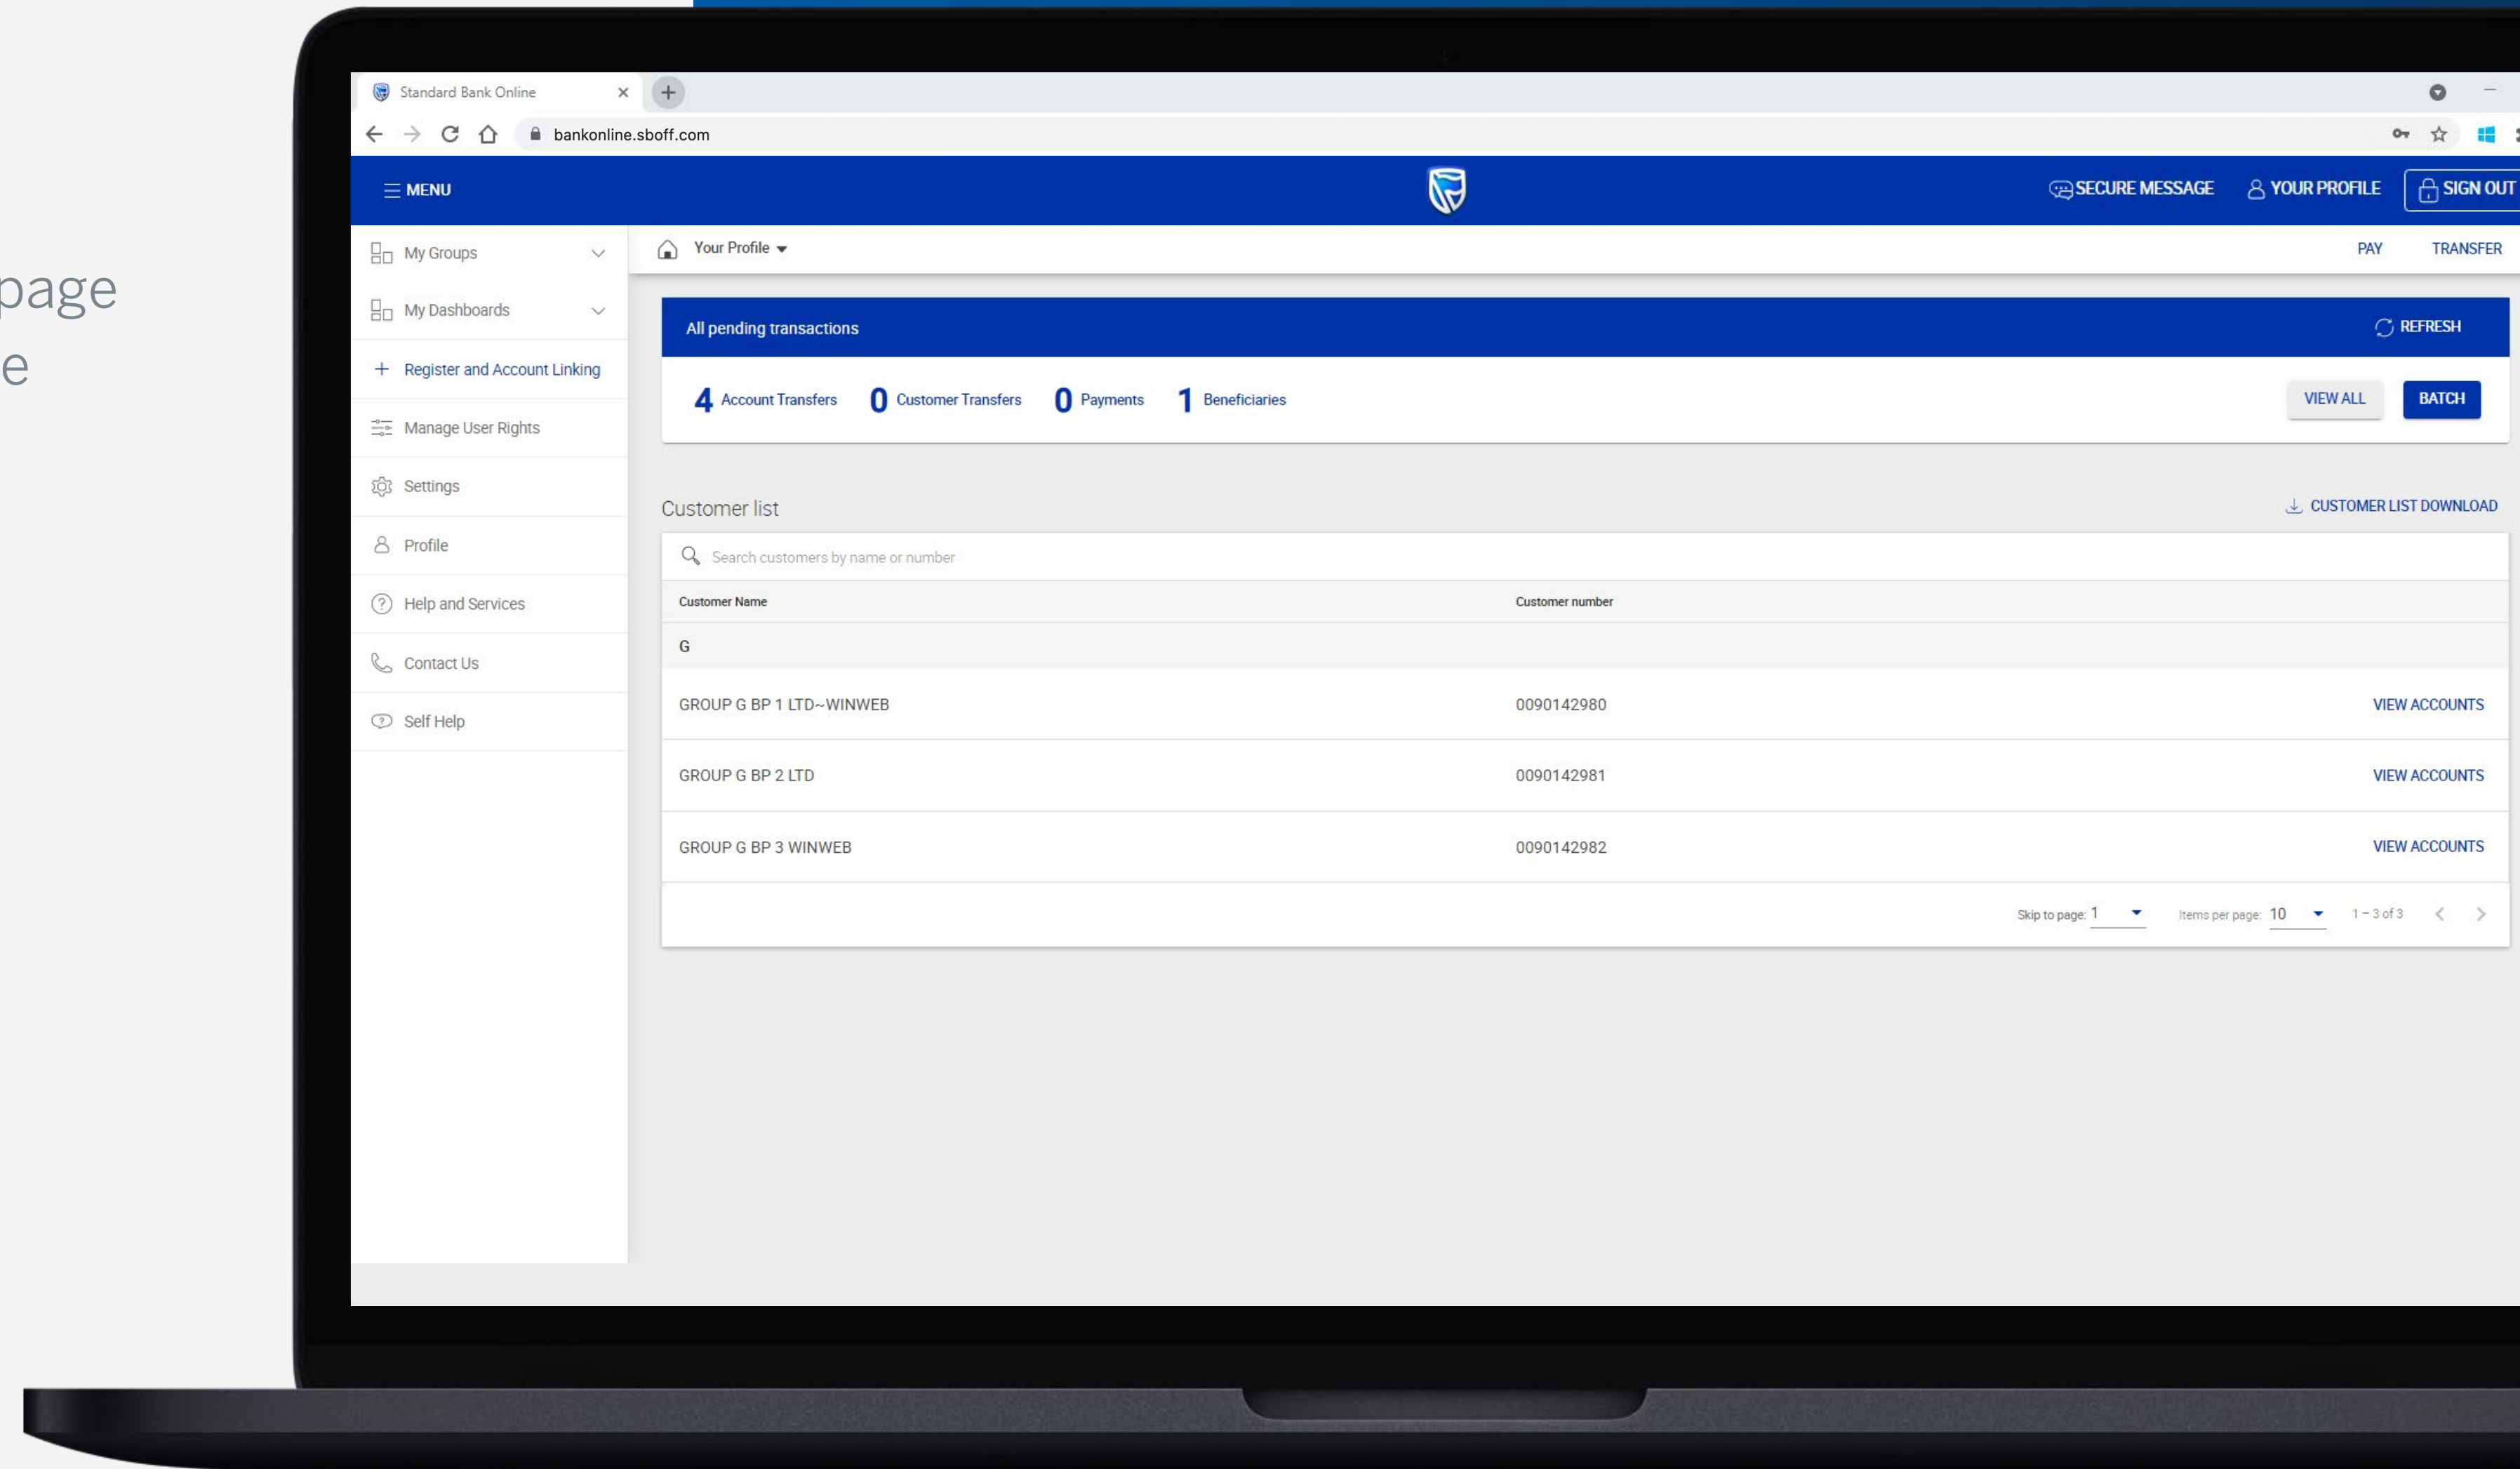 page
e
Standard Bank Online
bankonline.sboff.com
MENU
SECURE MESSAGE YOUR PROFILE SIGN OUT
My Groups
Your Profile
PAY TRANSFER
My Dashboards
All pending transactions
REFRESH
Register and Account Linking
4 Account Transfers 0 Customer Transfers 0 Payments 1 Beneficiaries
VIEW ALL BATCH
Manage User Rights
Settings
Customer list
CUSTOMER LIST DOWNLOAD
Profile
Search customers by name or number
Help and Services
Customer Name Customer number
G
Contact Us
GROUP G BP 1 LTD~WINWEB 0090142980 VIEW ACCOUNTS
Self Help
GROUP G BP 2 LTD 0090142981 VIEW ACCOUNTS
GROUP G BP 3 WINWEB 0090142982 VIEW ACCOUNTS
Skip to page: 1 Items per page: 10 1 – 3 of 3